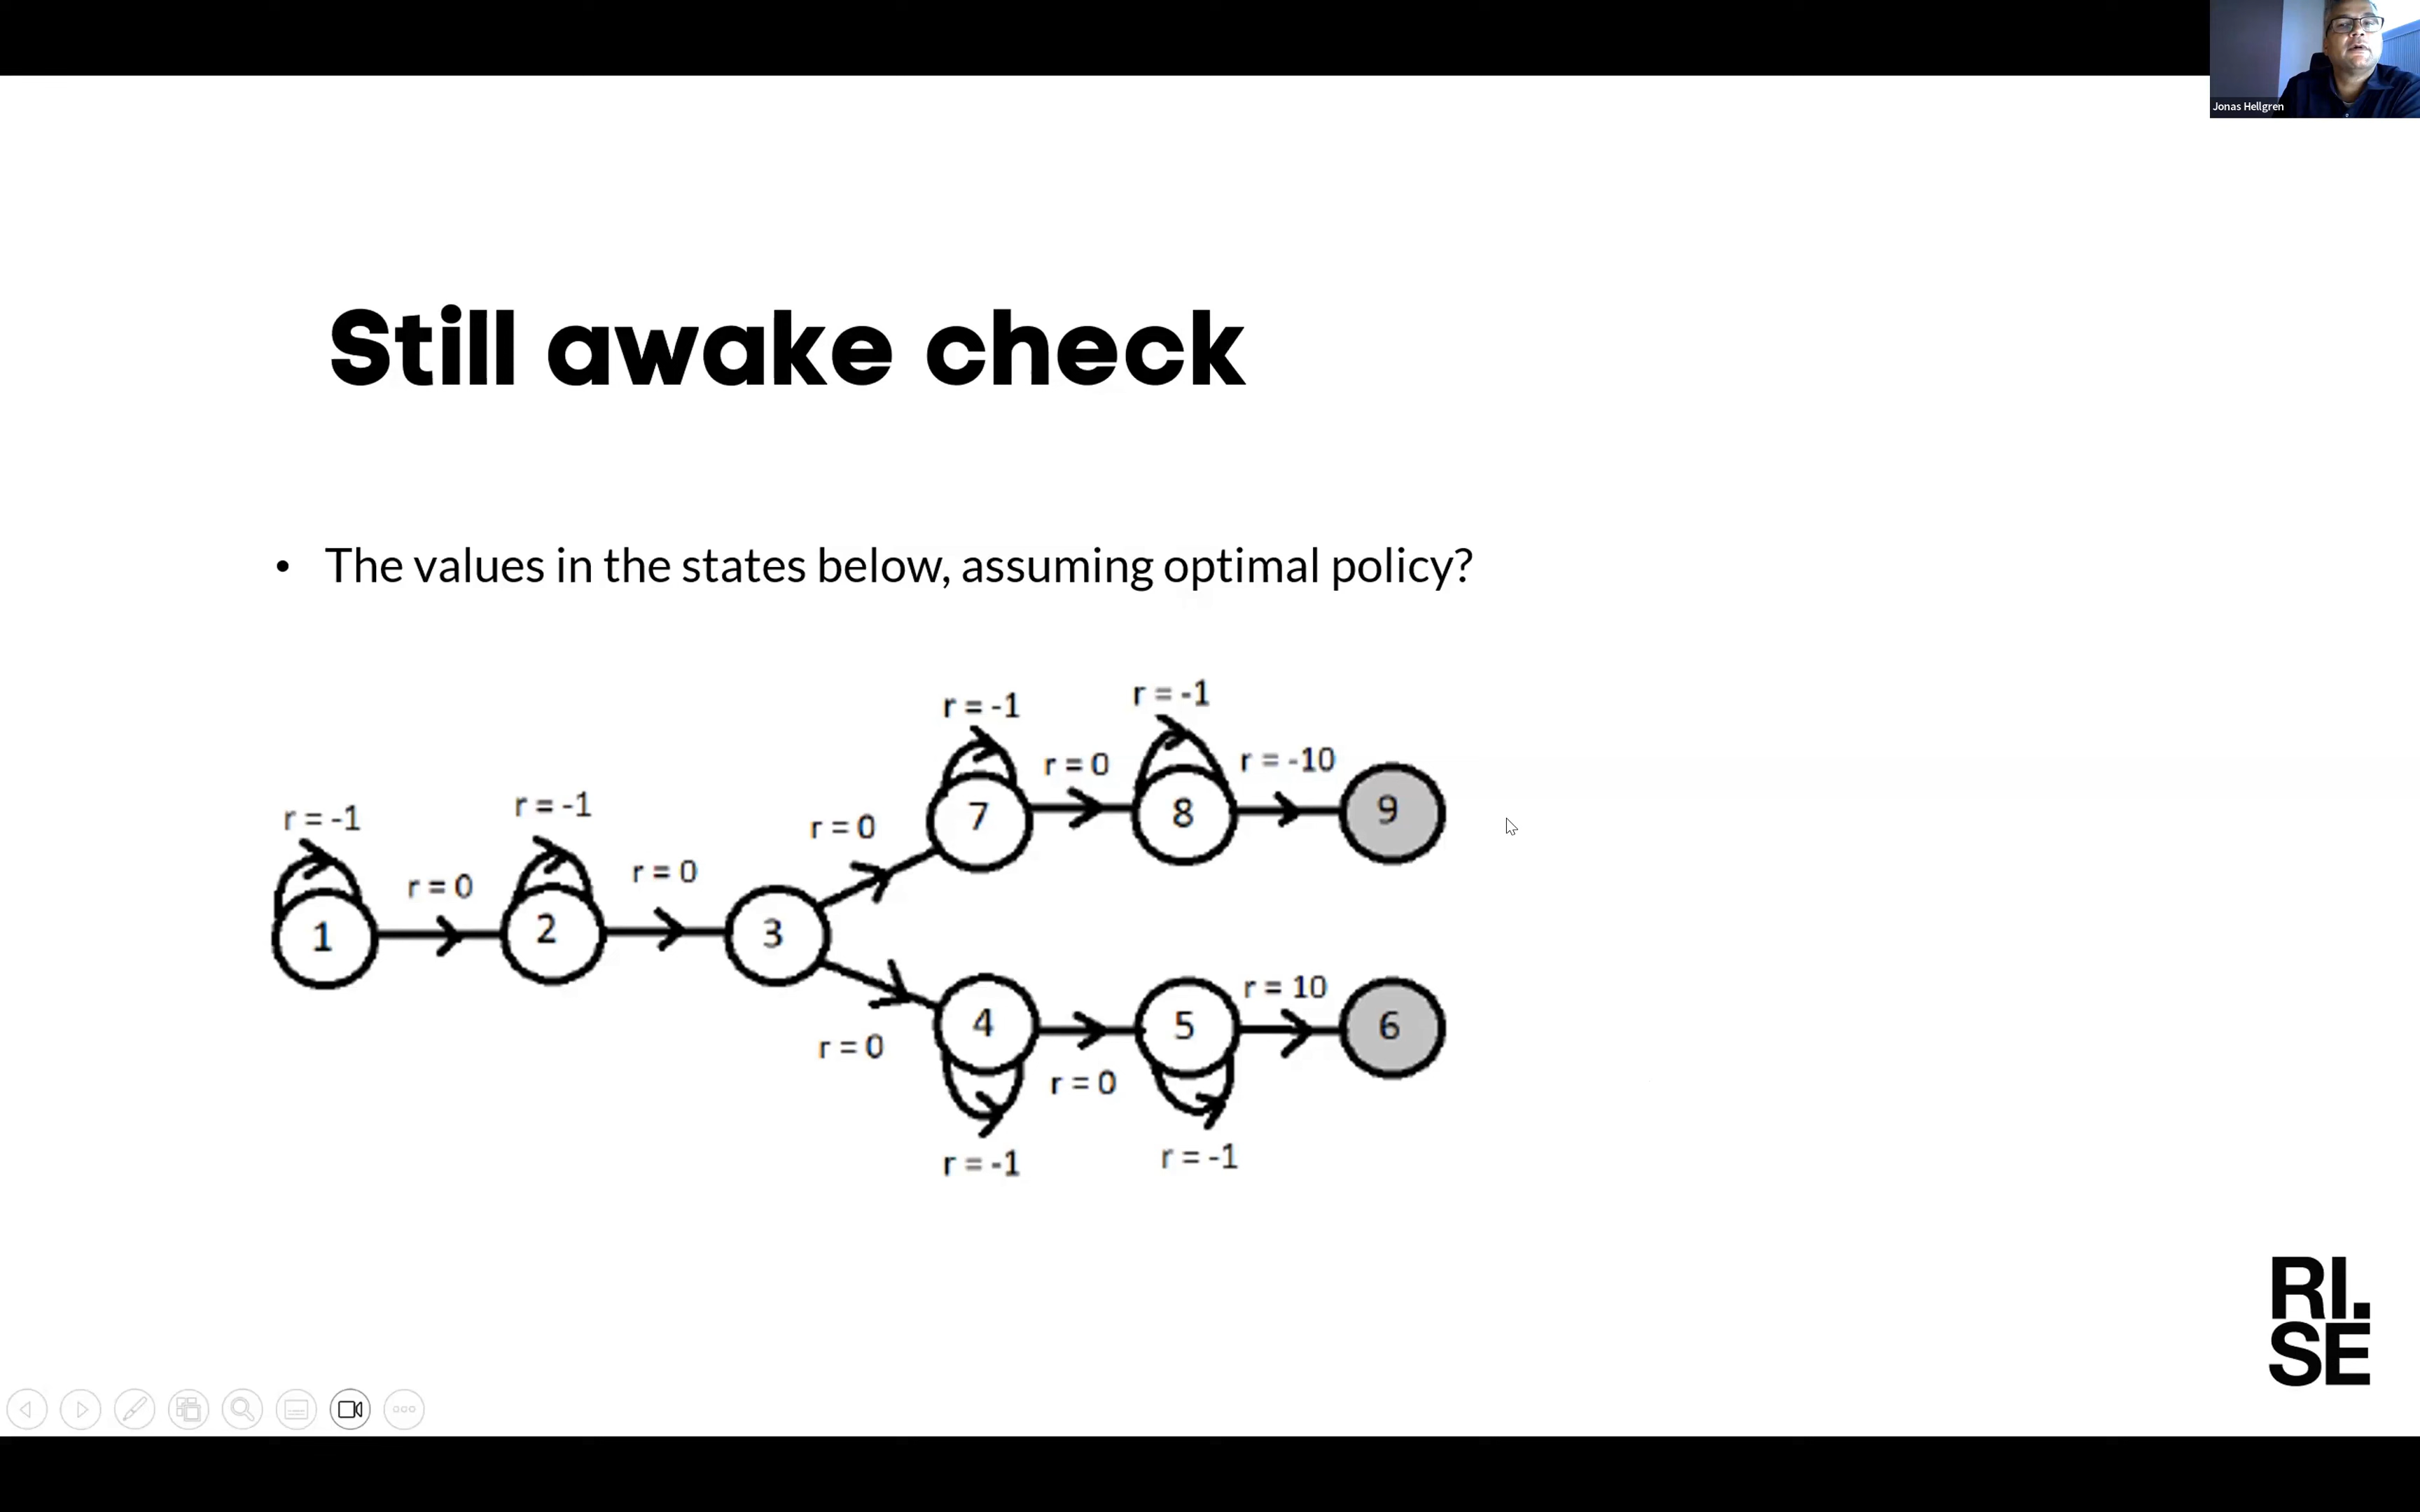 Jonas Hellgren
Still awake check
• The values in the states below, assuming optimal policy?
r = -1
r = -1
r = 0
r = -10
7
8
9
r = -1
r = -1
r = 0
r = 0
r = 0
1
2
3
r = 0
r = 0
r = 10
4
5
6
r = -1
r = -1
RI.
SE